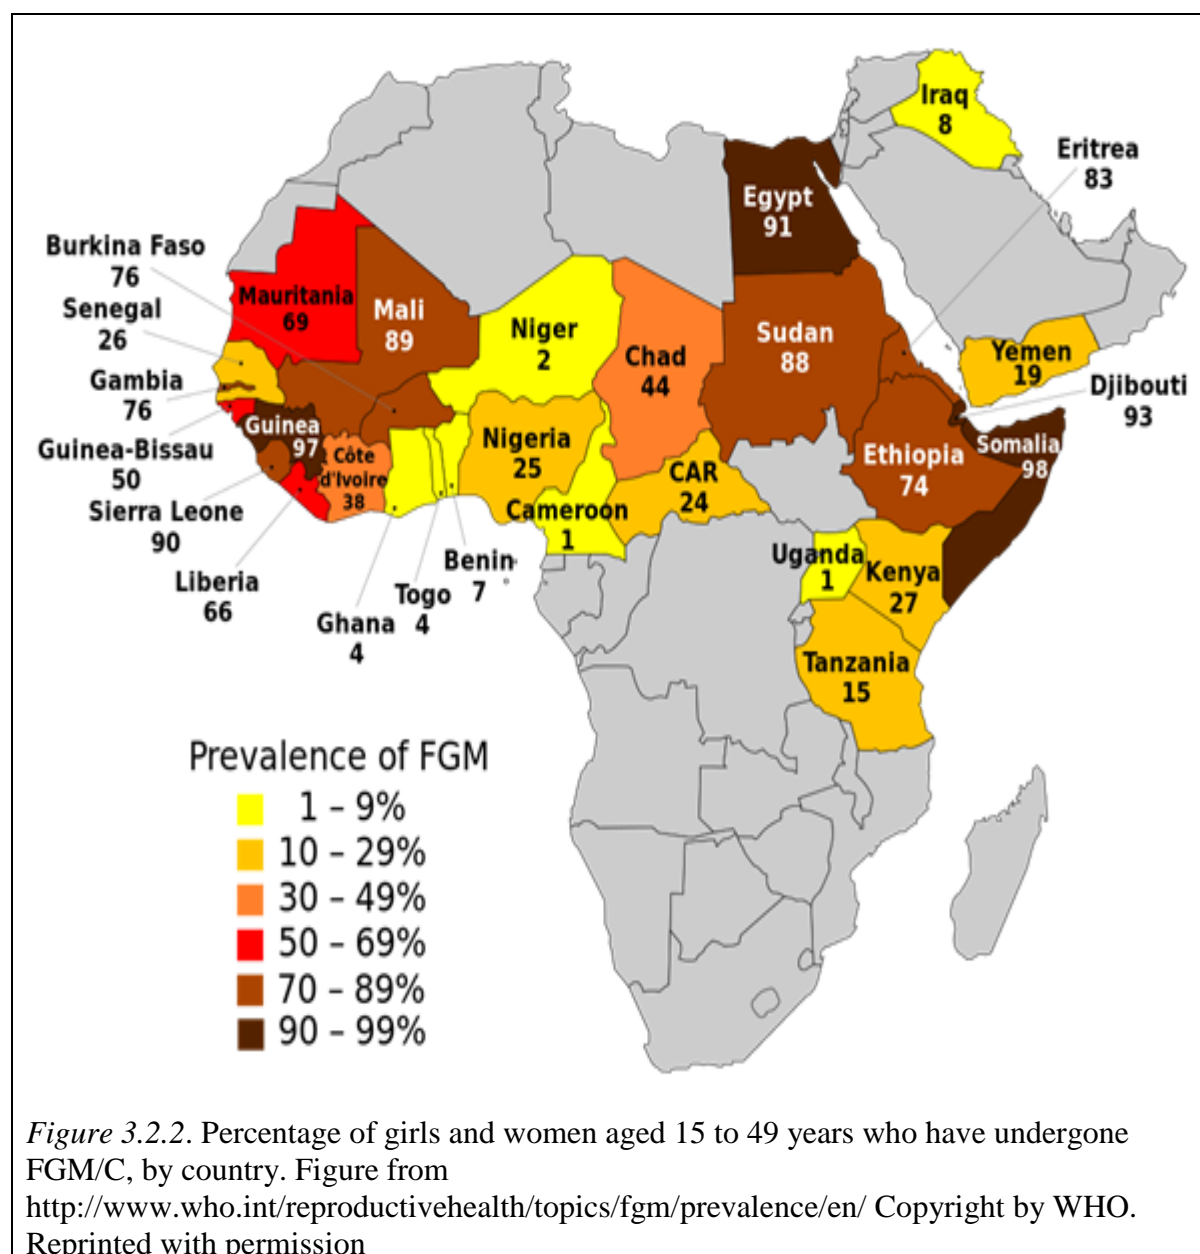 Iraq
8
Eritrea
83
Egypt
91
Burkina Faso
76
Senegal
26
Mauritania
69
Mali
89
Niger
2
Chad
44
Sudan
88
Yemen
19
Djibouti
93
Gambia
76
Guinea-Bissau
50
Guinea
97
Côte
d'Ivoire
38
Nigeria
25
CAR
24
Ethiopia
74
Somalia
98
Sierra Leone
90
Cameroon
1
Liberia
66
Benin
7
Togo
4
Ghana
4
Uganda
1
Kenya
27
Tanzania
15
Prevalence of FGM
1 – 9%
10 – 29%
30 – 49%
50 – 69%
70 – 89%
90 – 99%
Figure 3.2.2. Percentage of girls and women aged 15 to 49 years who have undergone
FGM/C, by country. Figure from
http://www.who.int/reproductivehealth/topics/fgm/prevalence/en/ Copyright by WHO.
Reprinted with permission